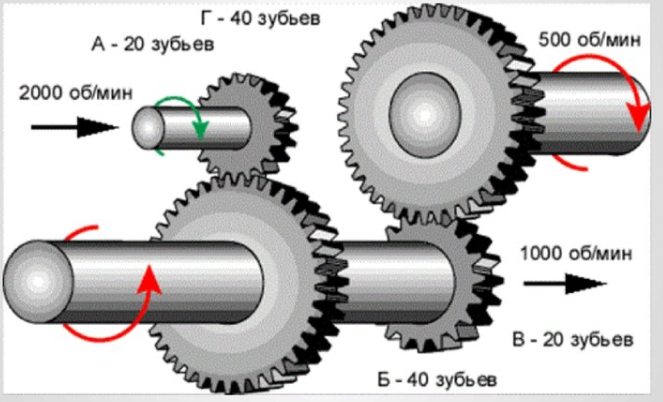 Г - 40 зубьев
А - 20 зубьев
500 об/мин
2000 об/мин
1000 об/мин
В - 20 зубьев
Б - 40 зубьев